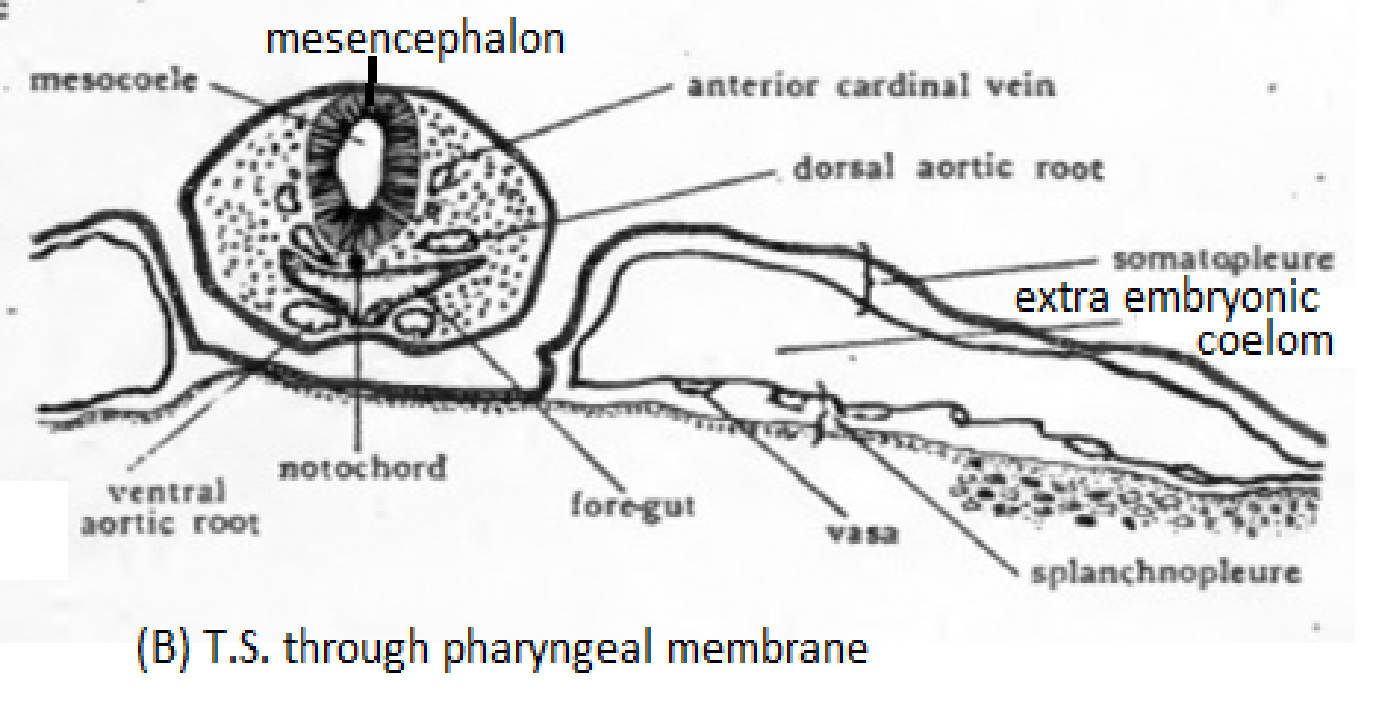 mesencephalon
mesocoele
anterior cardinal vein
dorsal aortic root
somatopleure
extra embryonic
coelom
notochord
ventral
aortic root
fore-gut
vasa
splanchnopleure
(B) T.S. through pharyngeal membrane